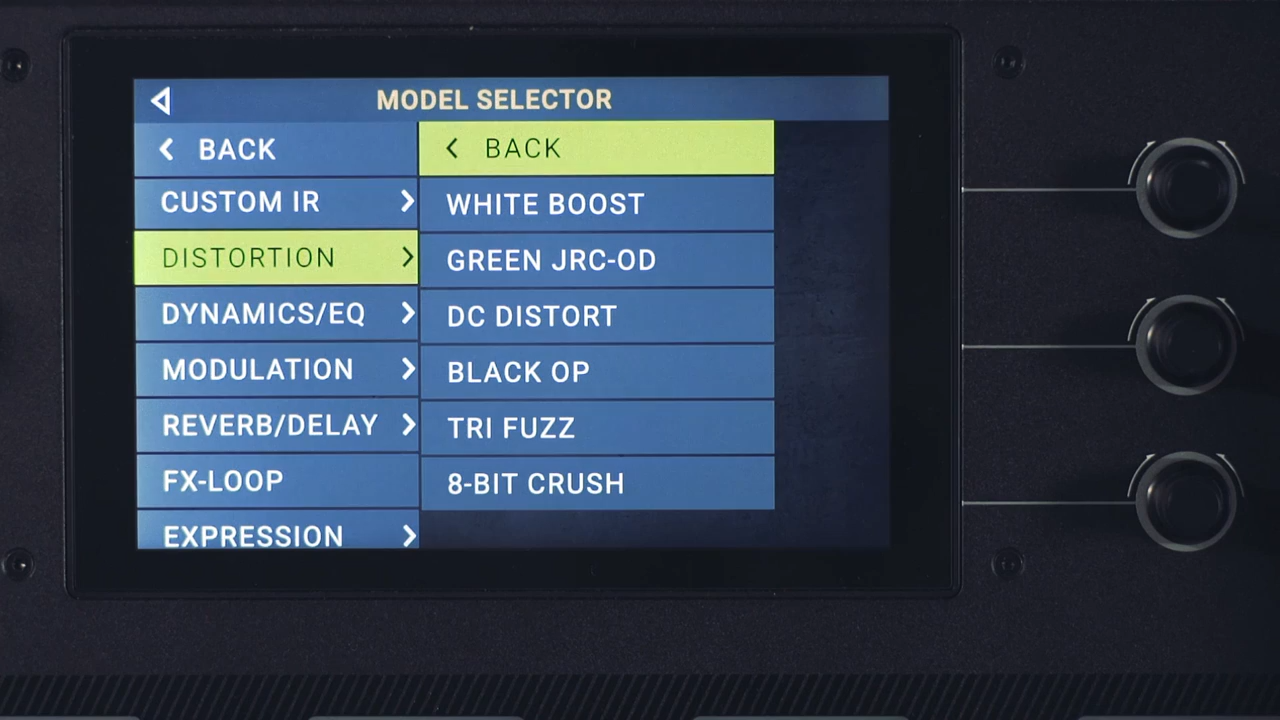 MODEL SELECTOR
BACK
CUSTOM IR
DISTORTION
DYNAMICS/EQ
MODULATION
REVERB/DELAY
FX-LOOP
EXPRESSION
BACK
WHITE BOOST
GREEN JRC-OD
DC DISTORT
BLACK OP
TRI FUZZ
8-BIT CRUSH